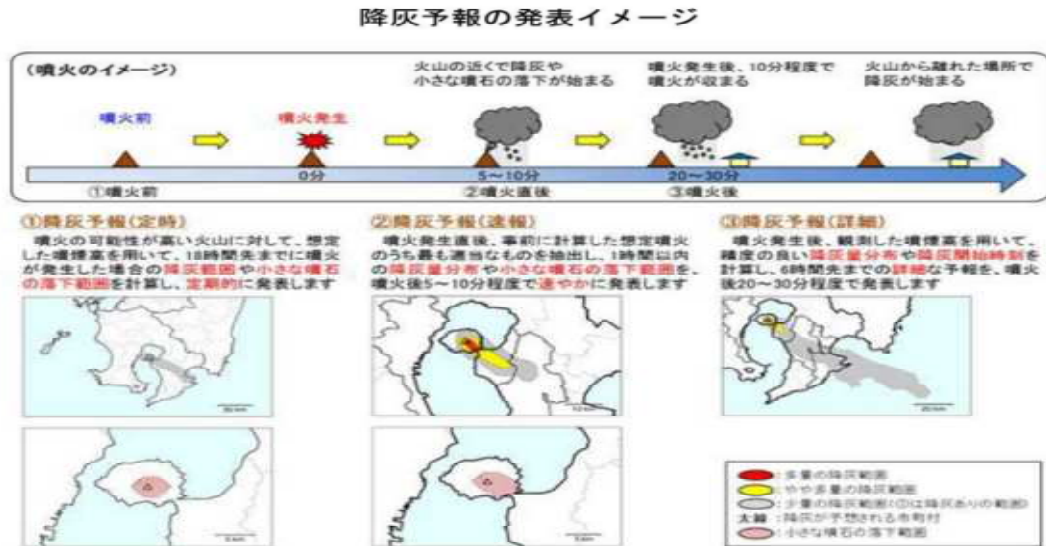 降灰予報の発表イメージ
(噴火のイメージ)
火山の近くで降灰や
小さな噴石の落下が始まる
噴火発生後、10分程度で
噴火が収まる
火山から離れた場所で
降灰が始まる
噴火前
噴火発生
0分
5～10分
20～30分
①噴火前
②噴火直後
③噴火後
①降灰予報(定時)
噴火の可能性が高い火山に対して、想定
した噴煙高を用いて、18時間先までに噴火
が発生した場合の降灰範囲や小さな噴石
の落下範囲を計算し、定期的に発表します
②降灰予報(速報)
噴火発生直後、事前に計算した想定噴火
のうち最も適当なものを抽出し、1時間以内
の降灰量分布や小さな噴石の落下範囲を、
噴火後5～10分程度で速やかに発表します
③降灰予報(詳細)
噴火発生後、観測した噴煙高を用いて、
精度の良い降灰量分布や降灰開始時刻を
計算し、6時間先までの詳細な予報を、噴火
後20～30分程度で発表します
:多量の降灰範囲
:やや多量の降灰範囲
:少量の降灰範囲(①は降灰ありの範囲)
太線:降灰が予想される市町村
:小さな噴石の落下範囲